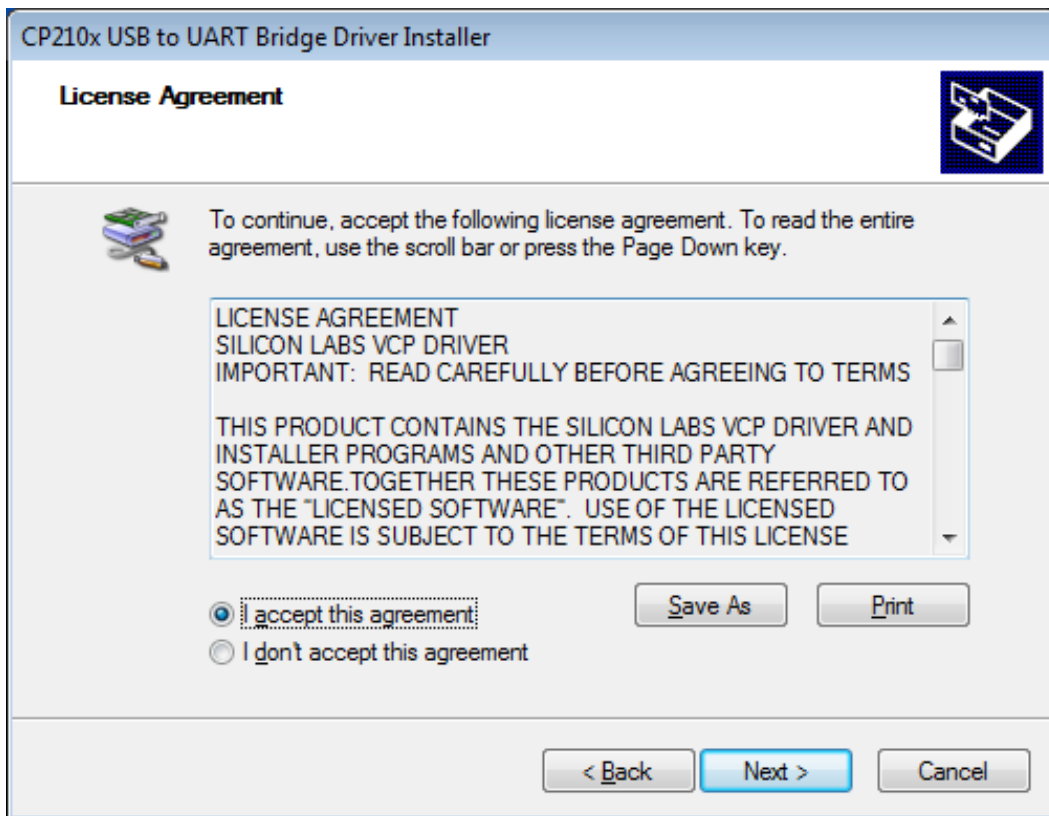 CP210x USB to UART Bridge Driver Installer
License Agreement
To continue, accept the following license agreement. To read the entire
agreement, use the scroll bar or press the Page Down key.
LICENSE AGREEMENT
SILICON LABS VCP DRIVER
IMPORTANT:  READ CAREFULLY BEFORE AGREEING TO TERMS
THIS PRODUCT CONTAINS THE SILICON LABS VCP DRIVER AND
INSTALLER PROGRAMS AND OTHER THIRD PARTY
SOFTWARE.TOGETHER THESE PRODUCTS ARE REFERRED TO
AS THE "LICENSED SOFTWARE".  USE OF THE LICENSED
SOFTWARE IS SUBJECT TO THE TERMS OF THIS LICENSE
I accept this agreement
Save As
Print
I don't accept this agreement
< Back
Next >
Cancel